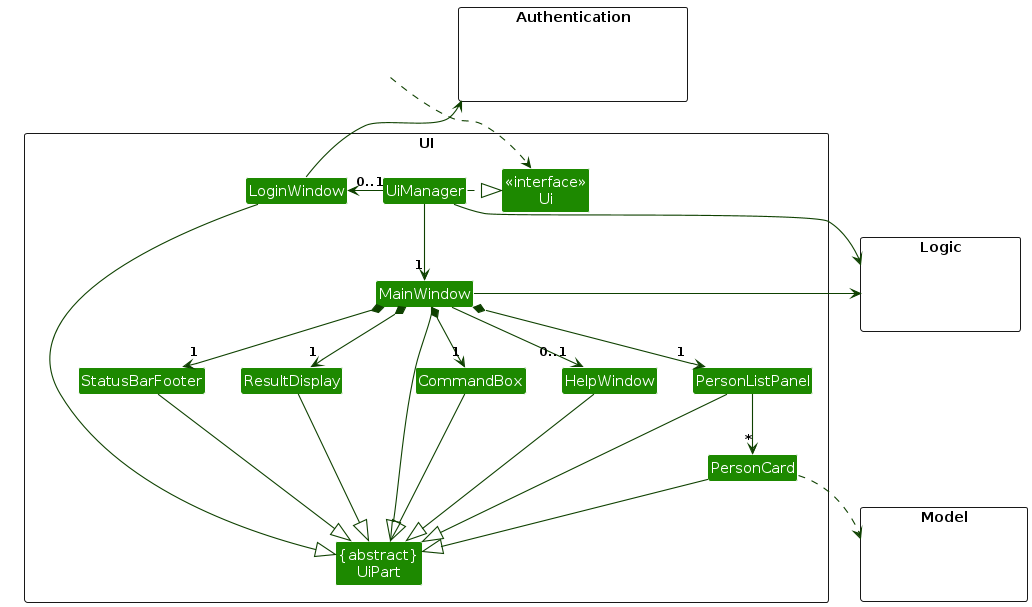 Authentication
UI
LoginWindow
0..1
UiManager
«interface»
Ui
Logic
1
MainWindow
1
1
1
0..1
1
StatusBarFooter
ResultDisplay
CommandBox
HelpWindow
PersonListPanel
*
PersonCard
Model
{abstract}
UiPart